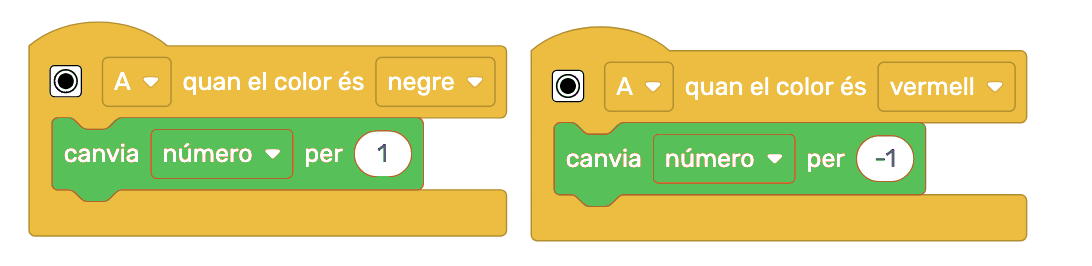 A quan el color és negre
canvia número per 1
A quan el color és vermell
canvia número per -1